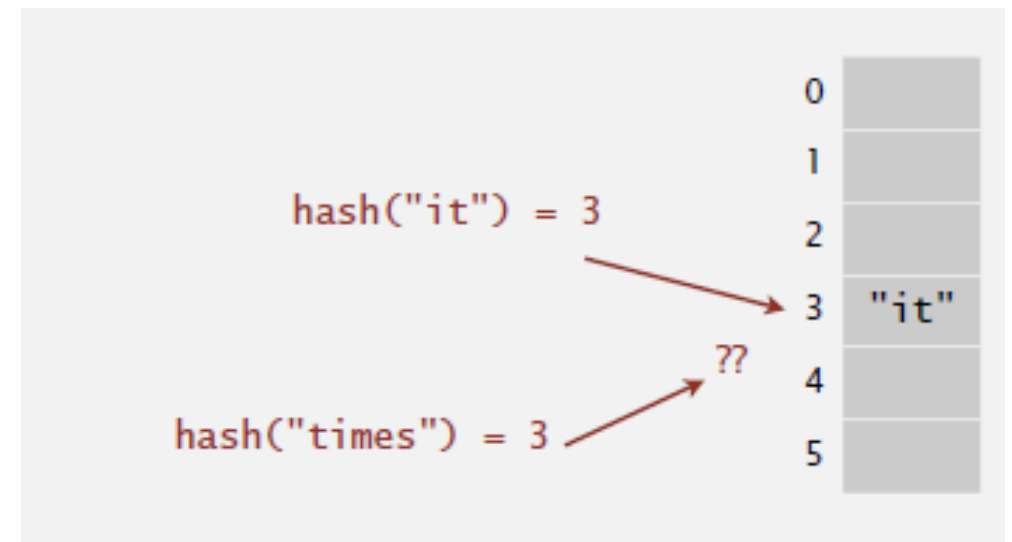 0
1
hash("it") = 3
2
3 "it"
??
4
hash("times") = 3
5